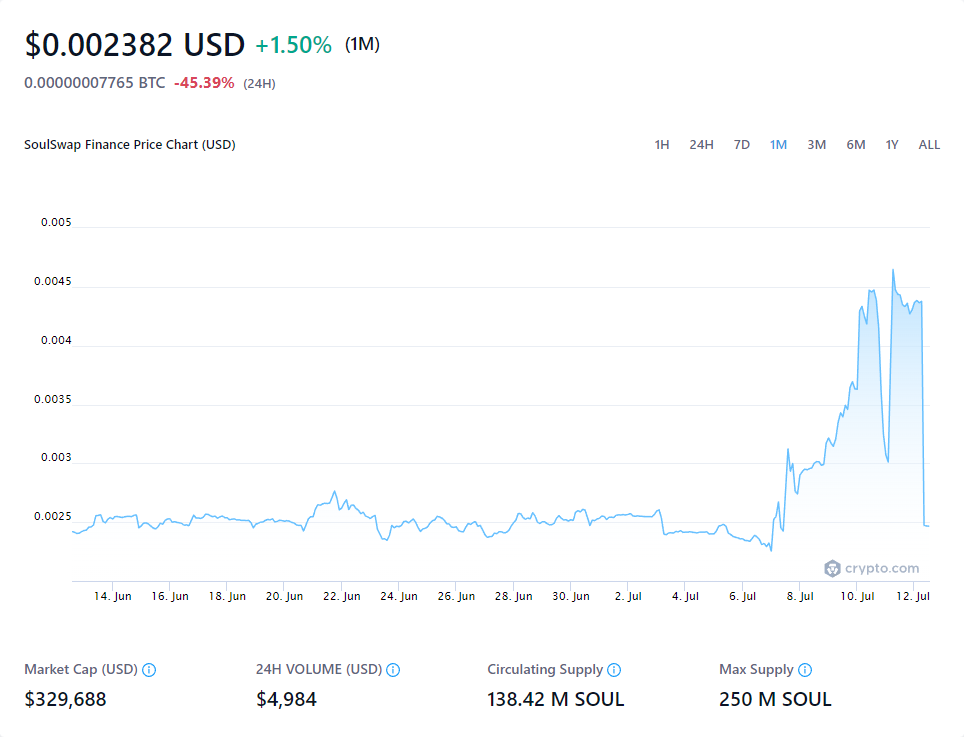 $0.002382 USD +1.50% (1M)
0.00000007765 BTC -45.39% (24H)
SoulSwap Finance Price Chart (USD) 1H 24H 7D 1M 3M 6M 1Y ALL
0.005
0.0045
0.004
0.0035
0.003
0.0025
crypto.com
14. Jun 16. Jun 18. Jun 20. Jun 22. Jun 24. Jun 26. Jun 28. Jun 30. Jun 2. Jul 4. Jul 6. Jul 8. Jul 10. Jul 12. Jul
Market Cap (USD) 24H VOLUME (USD) Circulating Supply Max Supply
$329,688 $4,984 138.42 M SOUL 250 M SOUL